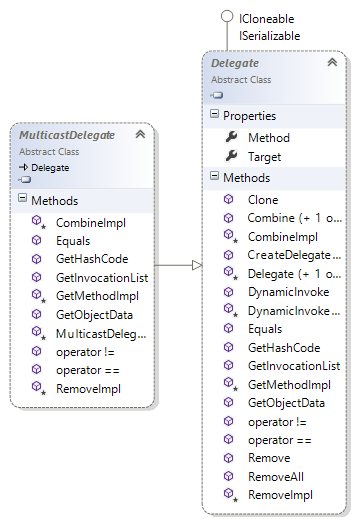 ICloneable
ISerializable
Delegate
Abstract Class
Properties
Method
Target
Methods
Clone
Combine (+ 1 o...
CombineImpl
CreateDelegate...
Delegate (+ 1 o...
DynamicInvoke
DynamicInvoke...
Equals
GetHashCode
GetInvocationList
GetMethodImpl
GetObjectData
operator !=
operator ==
Remove
RemoveAll
RemoveImpl
MulticastDelegate
Abstract Class
Delegate
Methods
CombineImpl
Equals
GetHashCode
GetInvocationList
GetMethodImpl
GetObjectData
MulticastDeleg...
operator !=
operator ==
RemoveImpl